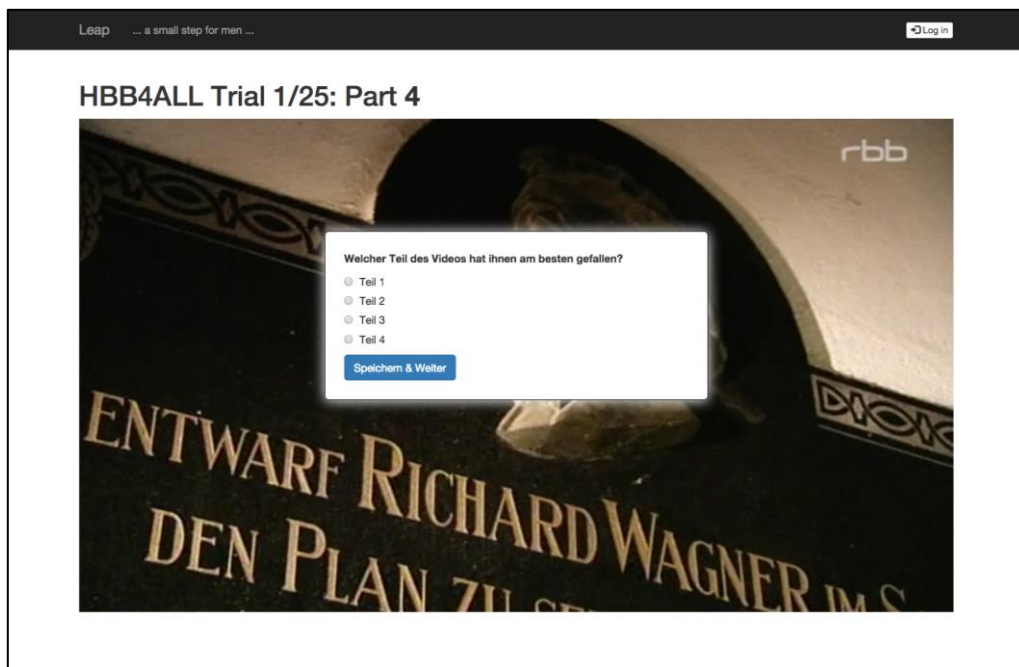 Leap ... a small step for men ... Log in
HBB4ALL Trial 1/25: Part 4
rbb
Welcher Teil des Videos hat ihnen am besten gefallen?
Teil 1
Teil 2
Teil 3
Teil 4
Speichern & Weiter
ENTWARF RICHARD WAGNER IM S
DEN PLAN ZU